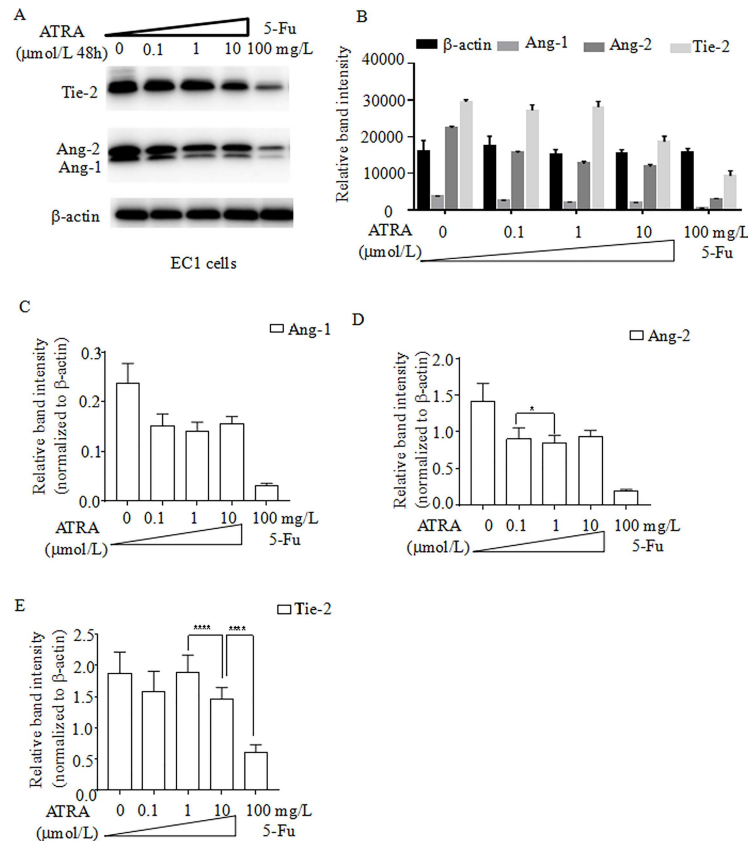 A
ATRA
5-Fu
(μmol/L 48h) 0 0.1 1 10 100 mg/L
Tie-2
Ang-2
Ang-1
β-actin
EC1 cells
B
β-actin Ang-1 Ang-2 Tie-2
Relative band intensity
40000
30000
20000
10000
0
ATRA 0 0.1 1 10 100 mg/L
(μmol/L) 5-Fu
C
Ang-1
Relative band intensity
(normalized to β-actin)
0.3
0.2
0.1
0.0
ATRA 0 0.1 1 10 100 mg/L
(μmol/L) 5-Fu
D
Ang-2
Relative band intensity
(normalized to β-actin)
2.0
1.5
1.0
0.5
0.0
*
ATRA 0 0.1 1 10 100 mg/L
(μmol/L) 5-Fu
E
Tie-2
Relative band intensity
(normalized to β-actin)
2.5
2.0
1.5
1.0
0.5
0.0
**** ****
ATRA 0 0.1 1 10 100 mg/L
(μmol/L) 5-Fu